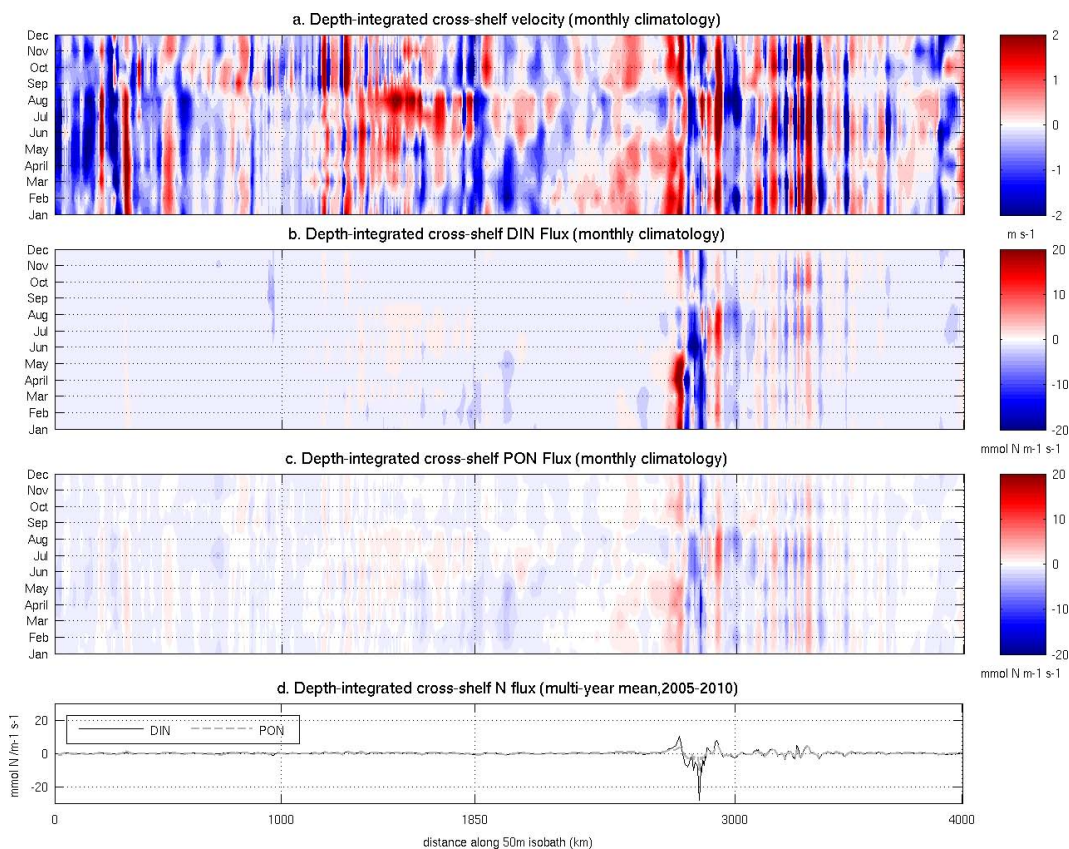 a. Depth-integrated cross-shelf velocity (monthly climatology)
Dec
Nov
Oct
Sep
Aug
Jul
Jun
May
April
Mar
Feb
Jan
2
1
0
-1
-2
m s-1
b. Depth-integrated cross-shelf DIN Flux (monthly climatology)
Dec
Nov
Oct
Sep
Aug
Jul
Jun
May
April
Mar
Feb
Jan
20
10
0
-10
-20
mmol N m-1 s-1
c. Depth-integrated cross-shelf PON Flux (monthly climatology)
Dec
Nov
Oct
Sep
Aug
Jul
Jun
May
April
Mar
Feb
Jan
20
10
0
-10
-20
mmol N m-1 s-1
d. Depth-integrated cross-shelf N flux (multi-year mean,2005-2010)
mmol N /m-1 s-1
20
0
-20
DIN
PON
0
1000
1850
3000
4000
distance along 50m isobath (km)